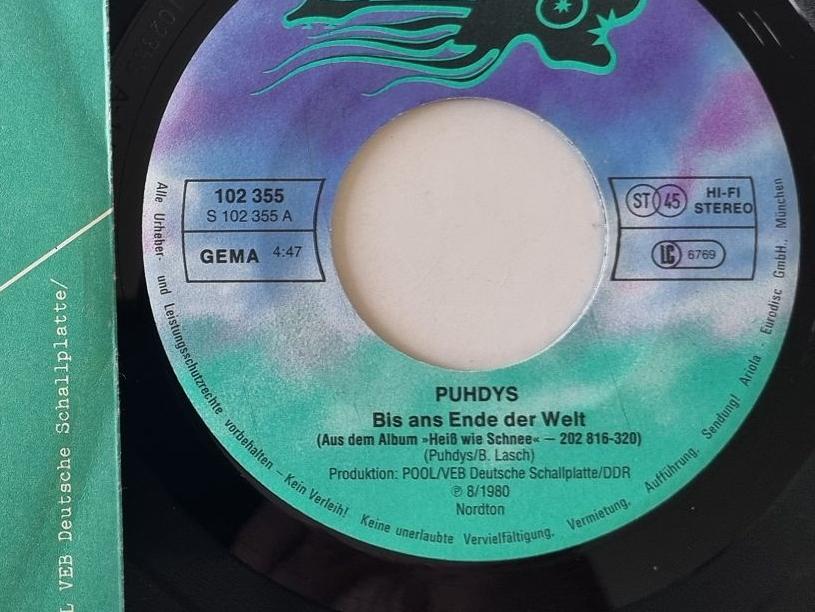 102 355
S 102 355 A
GEMA 4:47
ST 45 HI-FI
STEREO
LC 6769
PUHDYS
Bis ans Ende der Welt
(Aus dem Album »Heiß wie Schnee« – 202 816-320)
(Puhdys/B. Lasch)
Produktion: POOL/VEB Deutsche Schallplatte/DDR
℗ 8/1980
Nordton
Alle Urheber- und Leistungsschutzrechte vorbehalten – Kein Verleih! Keine unerlaubte Vervielfältigung, Vermietung, Aufführung, Sendung! Ariola - Eurodisc GmbH., München
L VEB Deutsche Schallplatte/